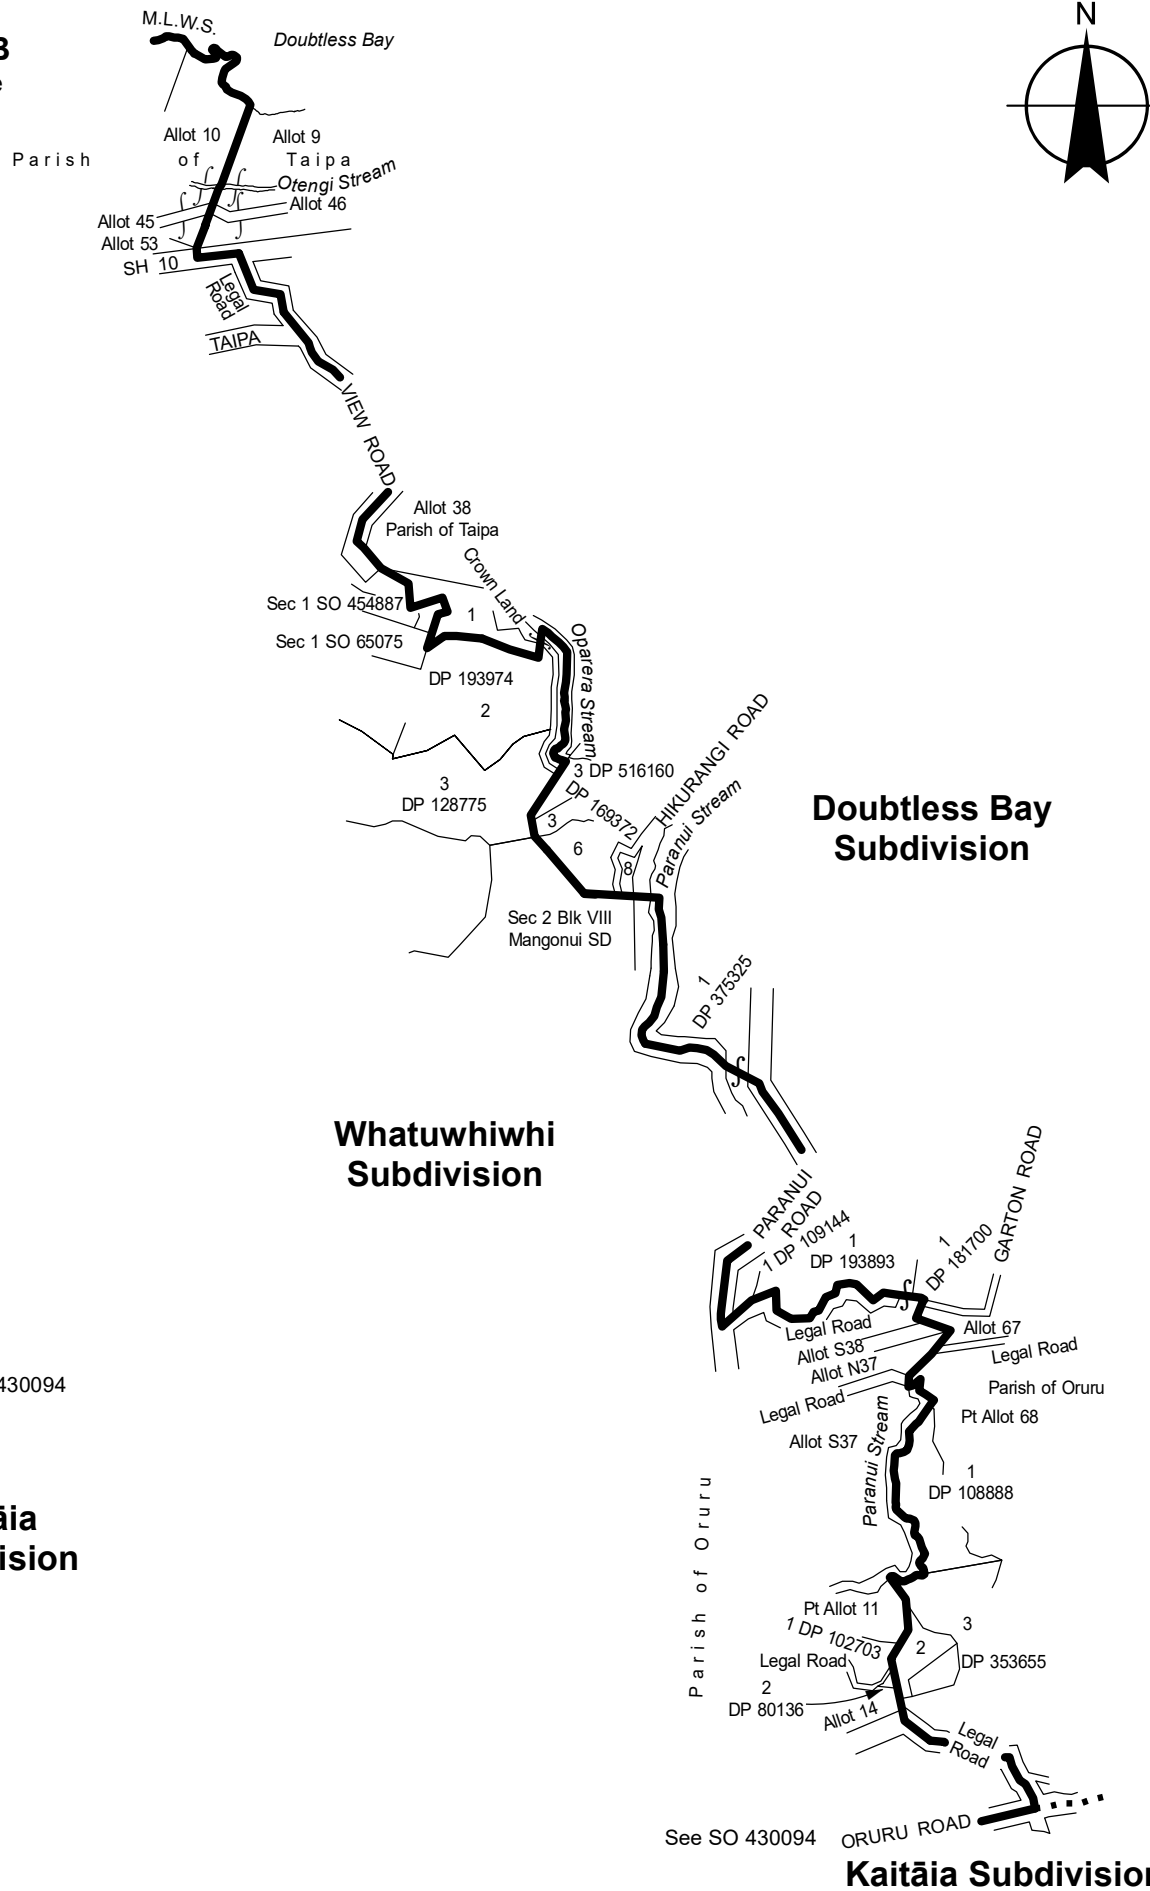 M.L.W.S.
Doubtless Bay
N
3
e
Allot 10
Allot 9
Parish of Taipa
Otengi Stream
Allot 46
Allot 45
Allot 53
SH 10
Legal
Road
TAIPA
VIEW ROAD
Allot 38
Parish of Taipa
Crown Land
Sec 1 SO 454887
1
Sec 1 SO 65075
Oparera Stream
DP 193974
2
3 DP 516160
3
DP 128775
DP 169372
3
6
8
HIKURANGI ROAD
Paranui Stream
Doubtless Bay
Subdivision
Sec 2 Blk VIII
Mangonui SD
1
DP 375325
Whatuwhiwhi
Subdivision
PARANUI
ROAD
1 DP 109144
1
DP 193893
1
DP 181700
GARTON ROAD
Legal Road
Allot 67
Allot S38
Legal Road
Allot N37
Parish of Oruru
Legal Road
Pt Allot 68
Allot S37
Paranui Stream
430094
1
DP 108888
āia
ision
Parish of Oruru
Pt Allot 11
1 DP 102703
2
3
DP 353655
Legal Road
2
DP 80136
Allot 14
Legal
Road
See SO 430094
ORURU ROAD
Kaitāia Subdivision